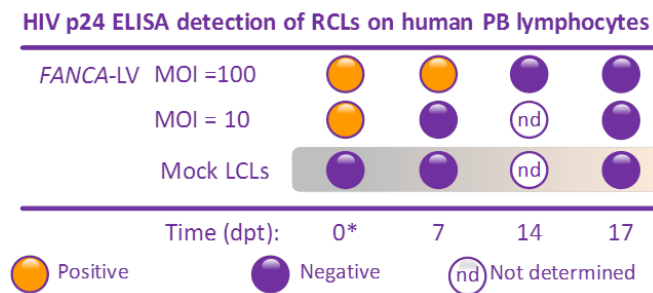 HIV p24 ELISA detection of RCLs on human PB lymphocytes
FANCA-LV MOI =100
MOI = 10 nd
Mock LCLs nd
Time (dpt): 0* 7 14 17
Positive Negative nd Not determined